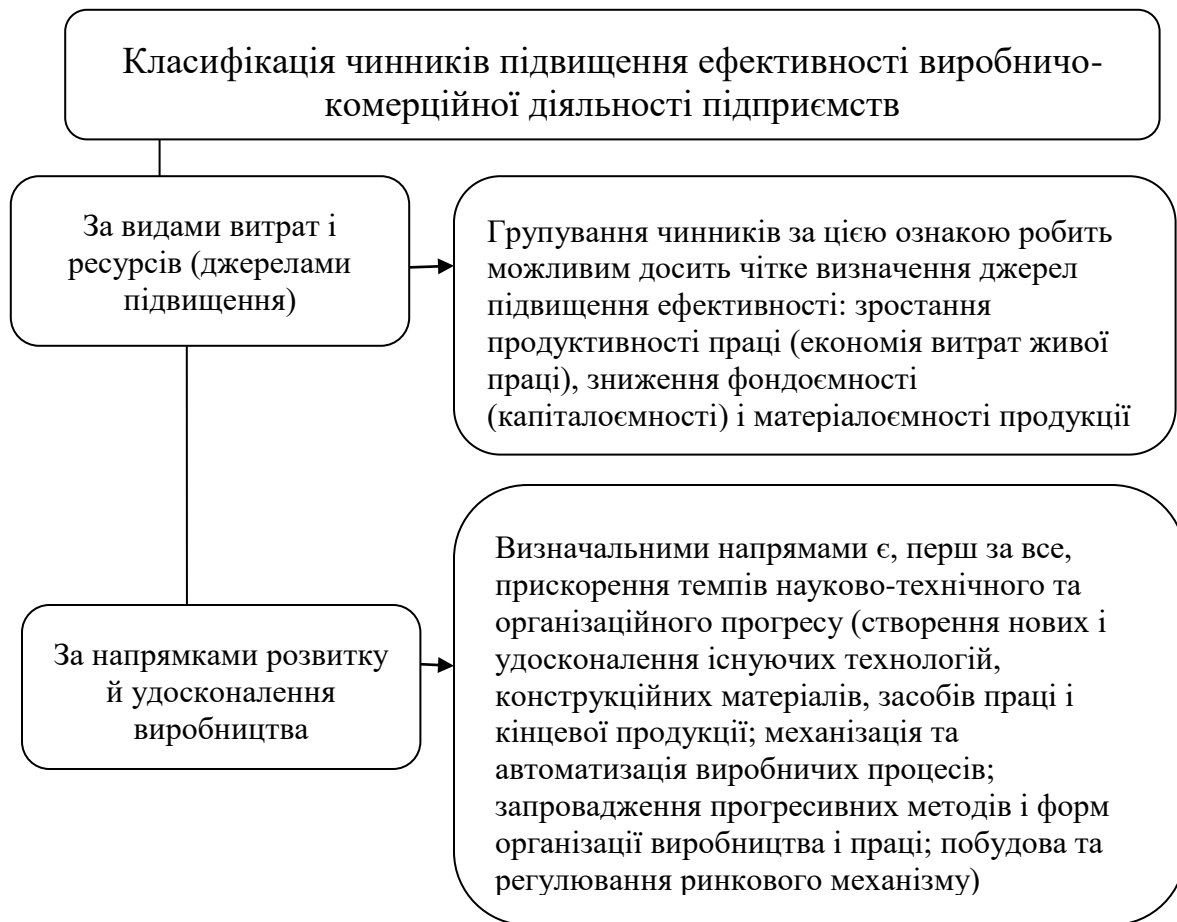 Класифікація чинників підвищення ефективності виробничо-
комерційної діяльності підприємств
За видами витрат і
ресурсів (джерелами
підвищення)
Групування чинників за цією ознакою робить
можливим досить чітке визначення джерел
підвищення ефективності: зростання
продуктивності праці (економія витрат живої
праці), зниження фондоємності
(капіталоємності) і матеріалоємності продукції
За напрямками розвитку
й удосконалення
виробництва
Визначальними напрямами є, перш за все,
прискорення темпів науково-технічного та
організаційного прогресу (створення нових і
удосконалення існуючих технологій,
конструкційних матеріалів, засобів праці і
кінцевої продукції; механізація та
автоматизація виробничих процесів;
запровадження прогресивних методів і форм
організації виробництва і праці; побудова та
регулювання ринкового механізму)